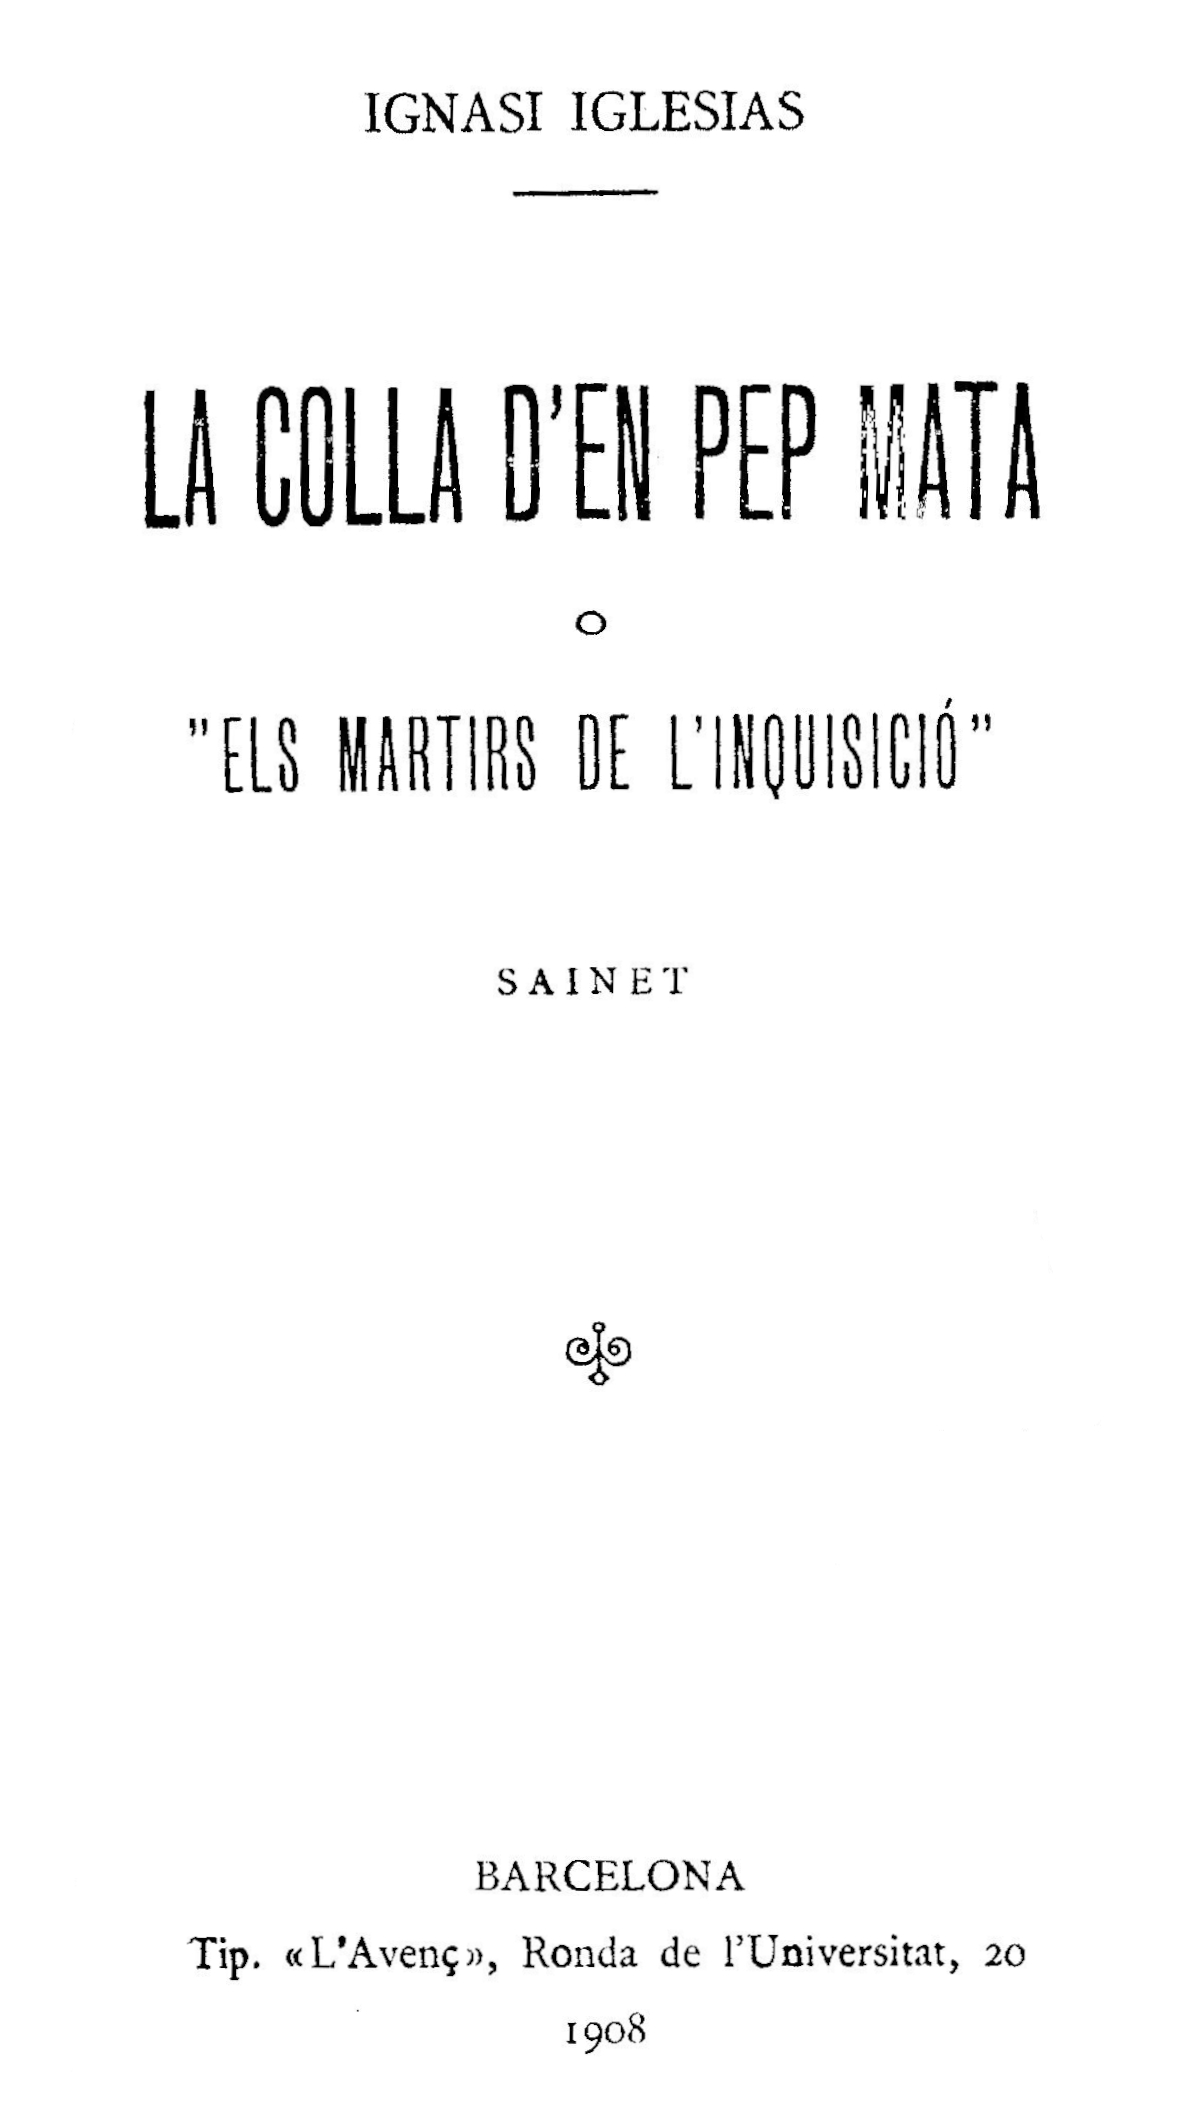 IGNASI IGLESIAS
LA COLLA D'EN PEP MATA
O
"ELS MARTIRS DE L'INQUISICIÓ"
SAINET
BARCELONA
Tip. «L'Avenç», Ronda de l'Universitat, 20
1908